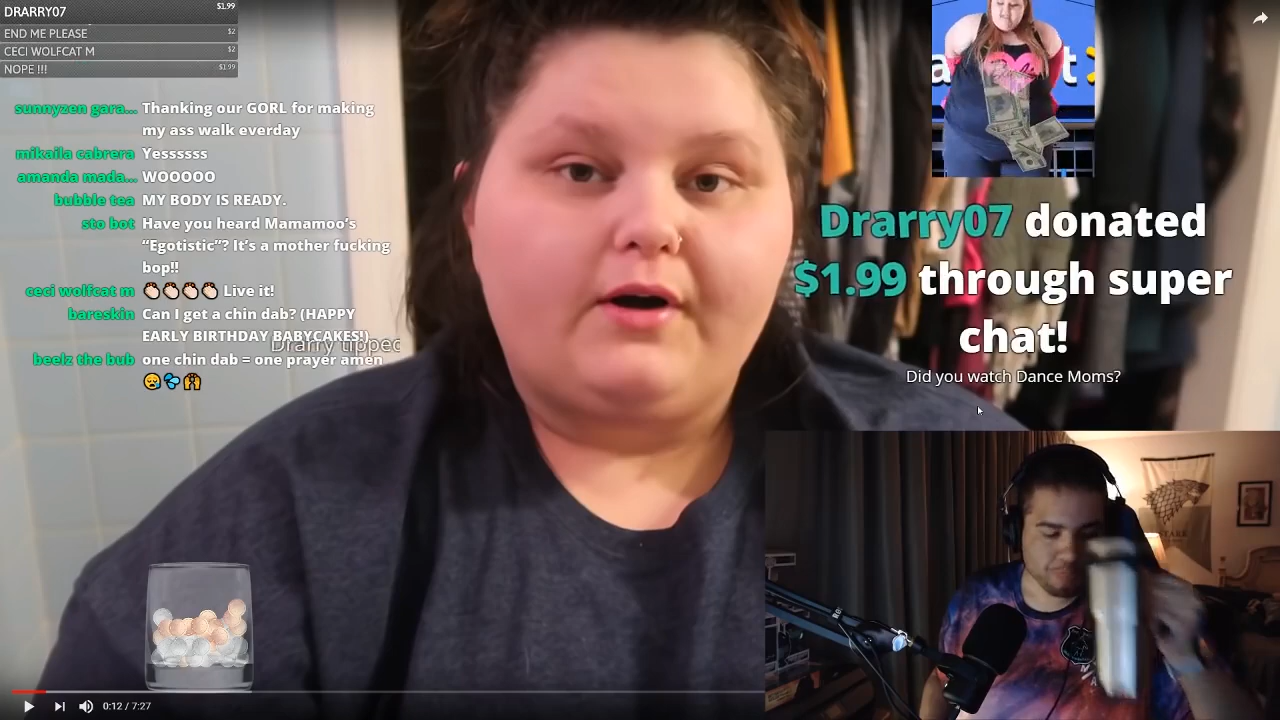 DRARRY07 $1.99
END ME PLEASE $2
CECI WOLFCAT M $2
NOPE !!! $1.99
sunnyzen gara... Thanking our GORL for making
my ass walk everday
mikaila cabrera Yessssss
amanda mada... WOOOOO
bubble tea MY BODY IS READY.
sto bot Have you heard Mamamoo's
“Egotistic”? It's a mother fucking
bop!!
ceci wolfcat m 👏🏻👏🏻👏🏻👏🏻 Live it!
bareskin Can I get a chin dab? (HAPPY
EARLY BIRTHDAY BABYCAKES!)
Drarry tipped
beelz the bub one chin dab = one prayer amen
😪💦🙌
Drarry07 donated
$1.99 through super
chat!
Did you watch Dance Moms?
0:12 / 7:27